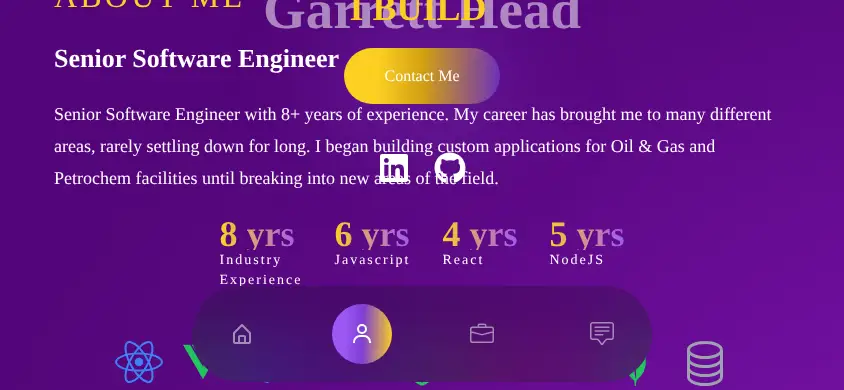 ABOUT ME
Garrett Head
I BUILD
Senior Software Engineer
Contact Me
Senior Software Engineer with 8+ years of experience. My career has brought me to many different
areas, rarely settling down for long. I began building custom applications for Oil & Gas and
Petrochem facilities until breaking into new areas of the field.
8 yrs
Industry
Experience
6 yrs
Javascript
4 yrs
React
5 yrs
NodeJS